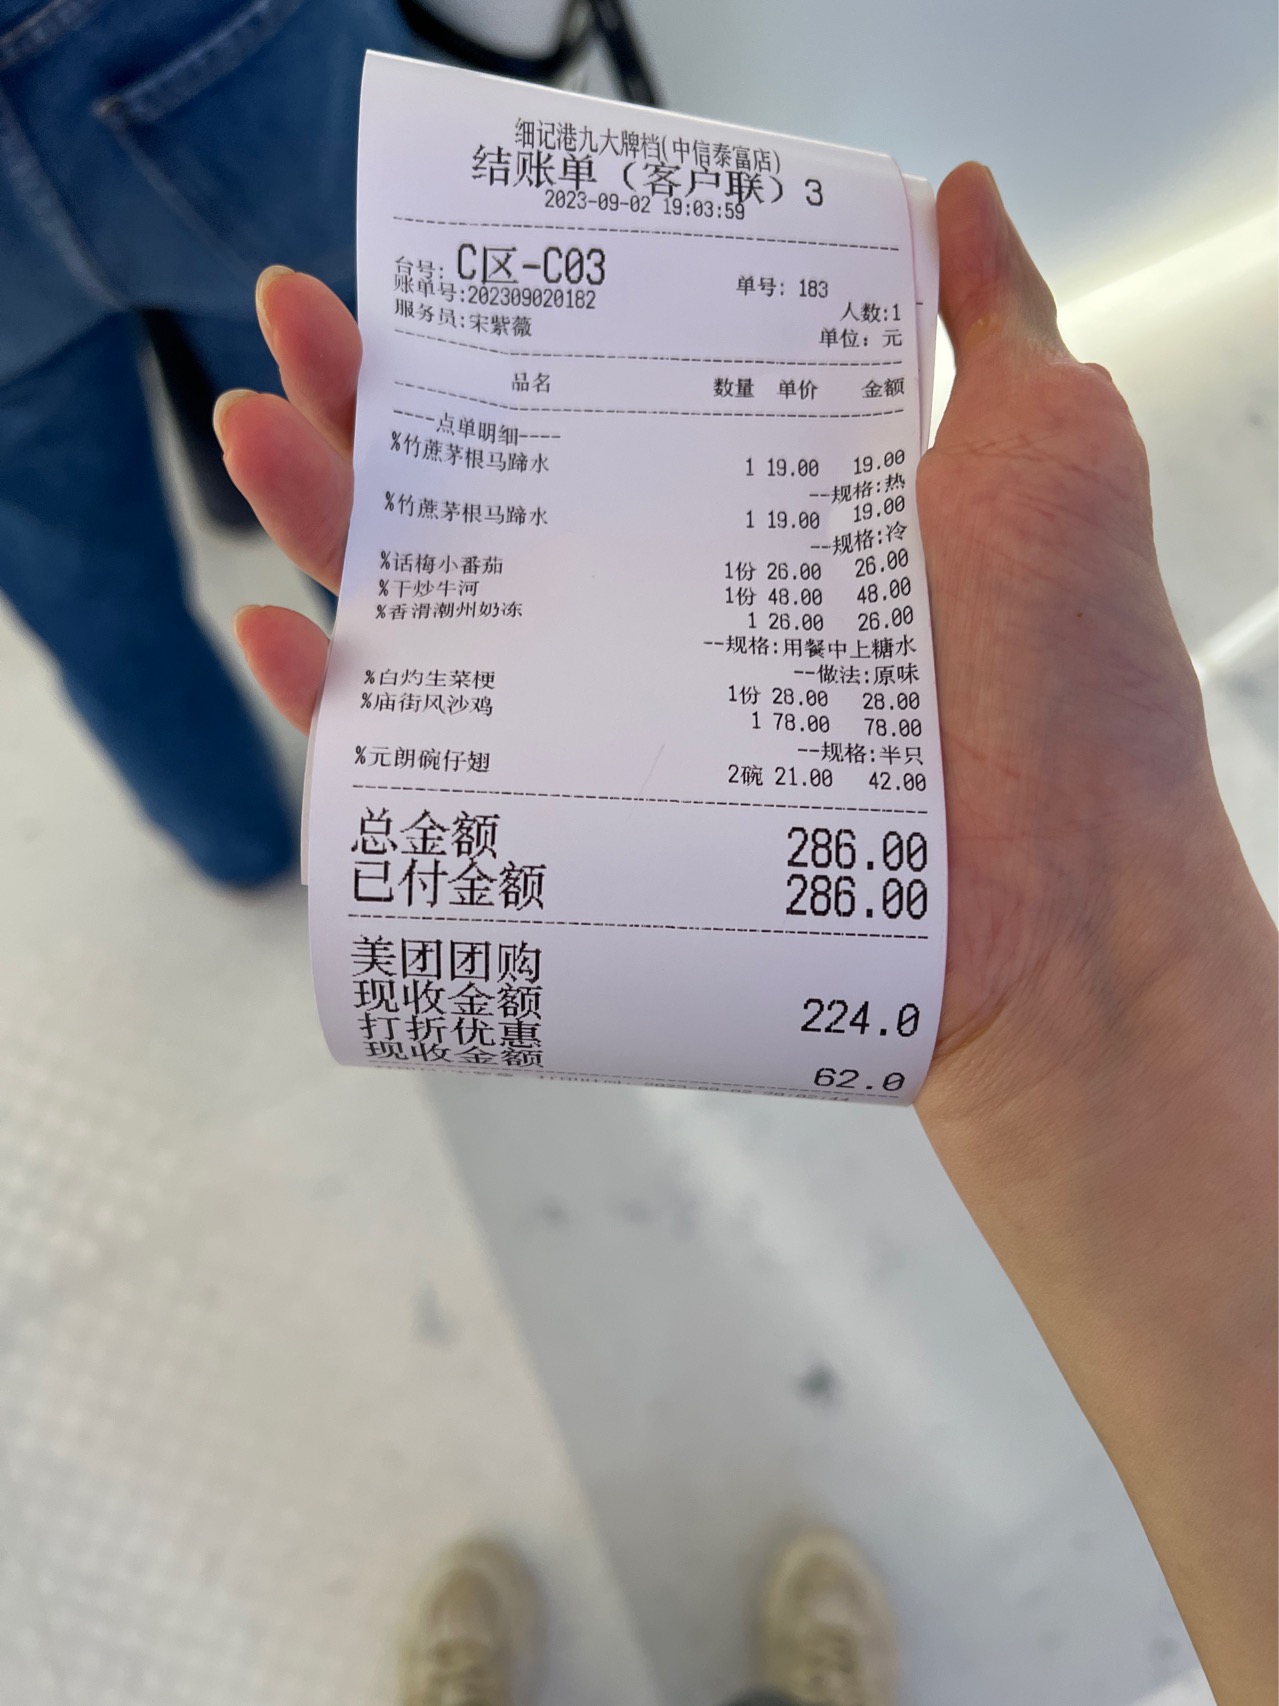 细记港九大牌档(中信泰富店)
结账单（客户联）3
2023-09-02 19:03:59
台号: C区-C03 单号: 183
账单号:202309020182 人数:1
服务员:宋紫薇 单位: 元
品名 数量 单价 金额
----点单明细----
%竹蔗茅根马蹄水 1 19.00 19.00
--规格:热
%竹蔗茅根马蹄水 1 19.00 19.00
--规格:冷
%话梅小番茄 1份 26.00 26.00
%干炒牛河 1份 48.00 48.00
%香滑潮州奶冻 1 26.00 26.00
--规格:用餐中上糖水
--做法:原味
%白灼生菜梗 1份 28.00 28.00
%庙街风沙鸡 1 78.00 78.00
--规格:半只
%元朗碗仔翅 2碗 21.00 42.00
总金额 286.00
已付金额 286.00
美团团购
现收金额 224.0
打折优惠
现收金额 62.0